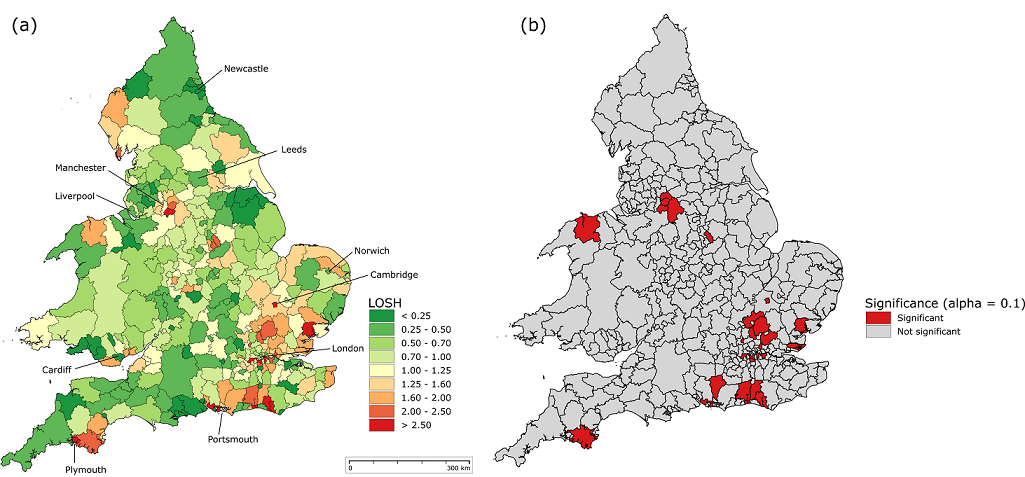 (a)
Newcastle
Leeds
Manchester
Liverpool
Norwich
Cambridge
LOSH
< 0.25
0.25 - 0.50
0.50 - 0.70
0.70 - 1.00
1.00 - 1.25
1.25 - 1.60
1.60 - 2.00
2.00 - 2.50
> 2.50
London
Cardiff
Portsmouth
Plymouth
0
300 km
(b)
Significance (alpha = 0.1)
Significant
Not significant